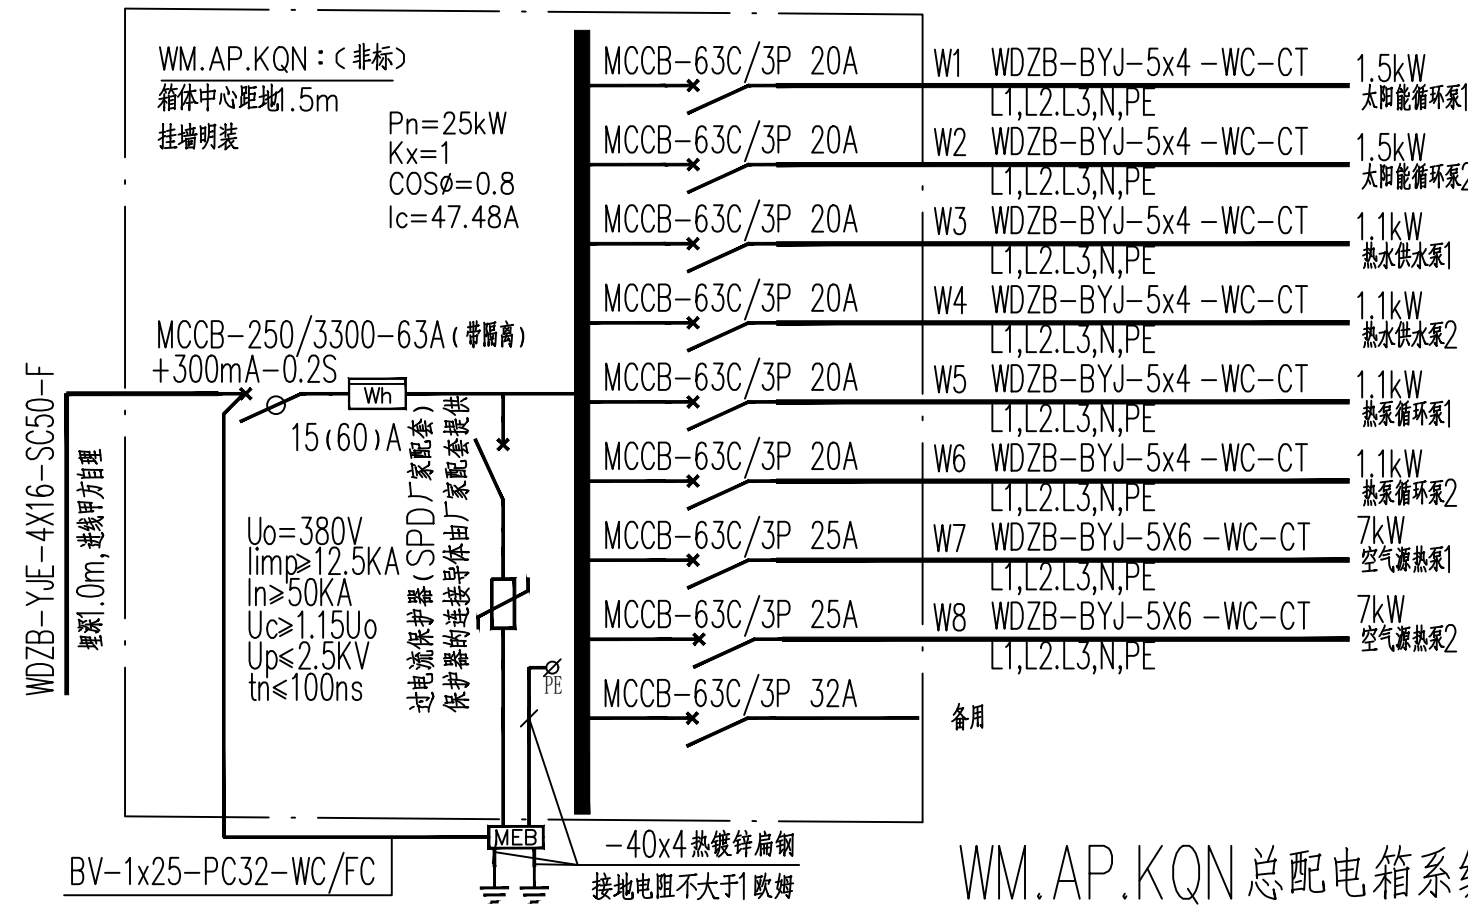 WM.AP.KQN：（非标）
箱体中心距地1.5m
挂墙明装
Pn=25kW
Kx=1
COSø=0.8
Ic=47.48A
MCCB-250/3300-63A（带隔离）
+300mA-0.2S
Wh
15(60)A
WDZB-YJE-4X16-SC50-F
埋深1.0m,进线甲方自理
Uo=380V
Iimp≥12.5KA
In≥50KA
Uc≥1.15Uo
Up≤2.5KV
tn≤100ns
过电流保护器(SPD厂家配套)
保护器的连接导体由厂家配套提供
PE
MEB
BV-1x25-PC32-WC/FC
-40x4热镀锌扁钢
接地电阻不大于1欧姆
MCCB-63C/3P 20A W1 WDZB-BYJ-5x4 -WC-CT 1.5kW
L1,L2.L3,N,PE 太阳能循环泵1
MCCB-63C/3P 20A W2 WDZB-BYJ-5x4 -WC-CT 1.5kW
L1,L2.L3,N,PE 太阳能循环泵2
MCCB-63C/3P 20A W3 WDZB-BYJ-5x4 -WC-CT 1.1kW
L1,L2.L3,N,PE 热水供水泵1
MCCB-63C/3P 20A W4 WDZB-BYJ-5x4 -WC-CT 1.1kW
L1,L2.L3,N,PE 热水供水泵2
MCCB-63C/3P 20A W5 WDZB-BYJ-5x4 -WC-CT 1.1kW
L1,L2.L3,N,PE 热泵循环泵1
MCCB-63C/3P 20A W6 WDZB-BYJ-5x4 -WC-CT 1.1kW
L1,L2.L3,N,PE 热泵循环泵2
MCCB-63C/3P 25A W7 WDZB-BYJ-5X6 -WC-CT 7kW
L1,L2.L3,N,PE 空气源热泵1
MCCB-63C/3P 25A W8 WDZB-BYJ-5X6 -WC-CT 7kW
L1,L2.L3,N,PE 空气源热泵2
MCCB-63C/3P 32A 备用
WM.AP.KQN总配电箱系